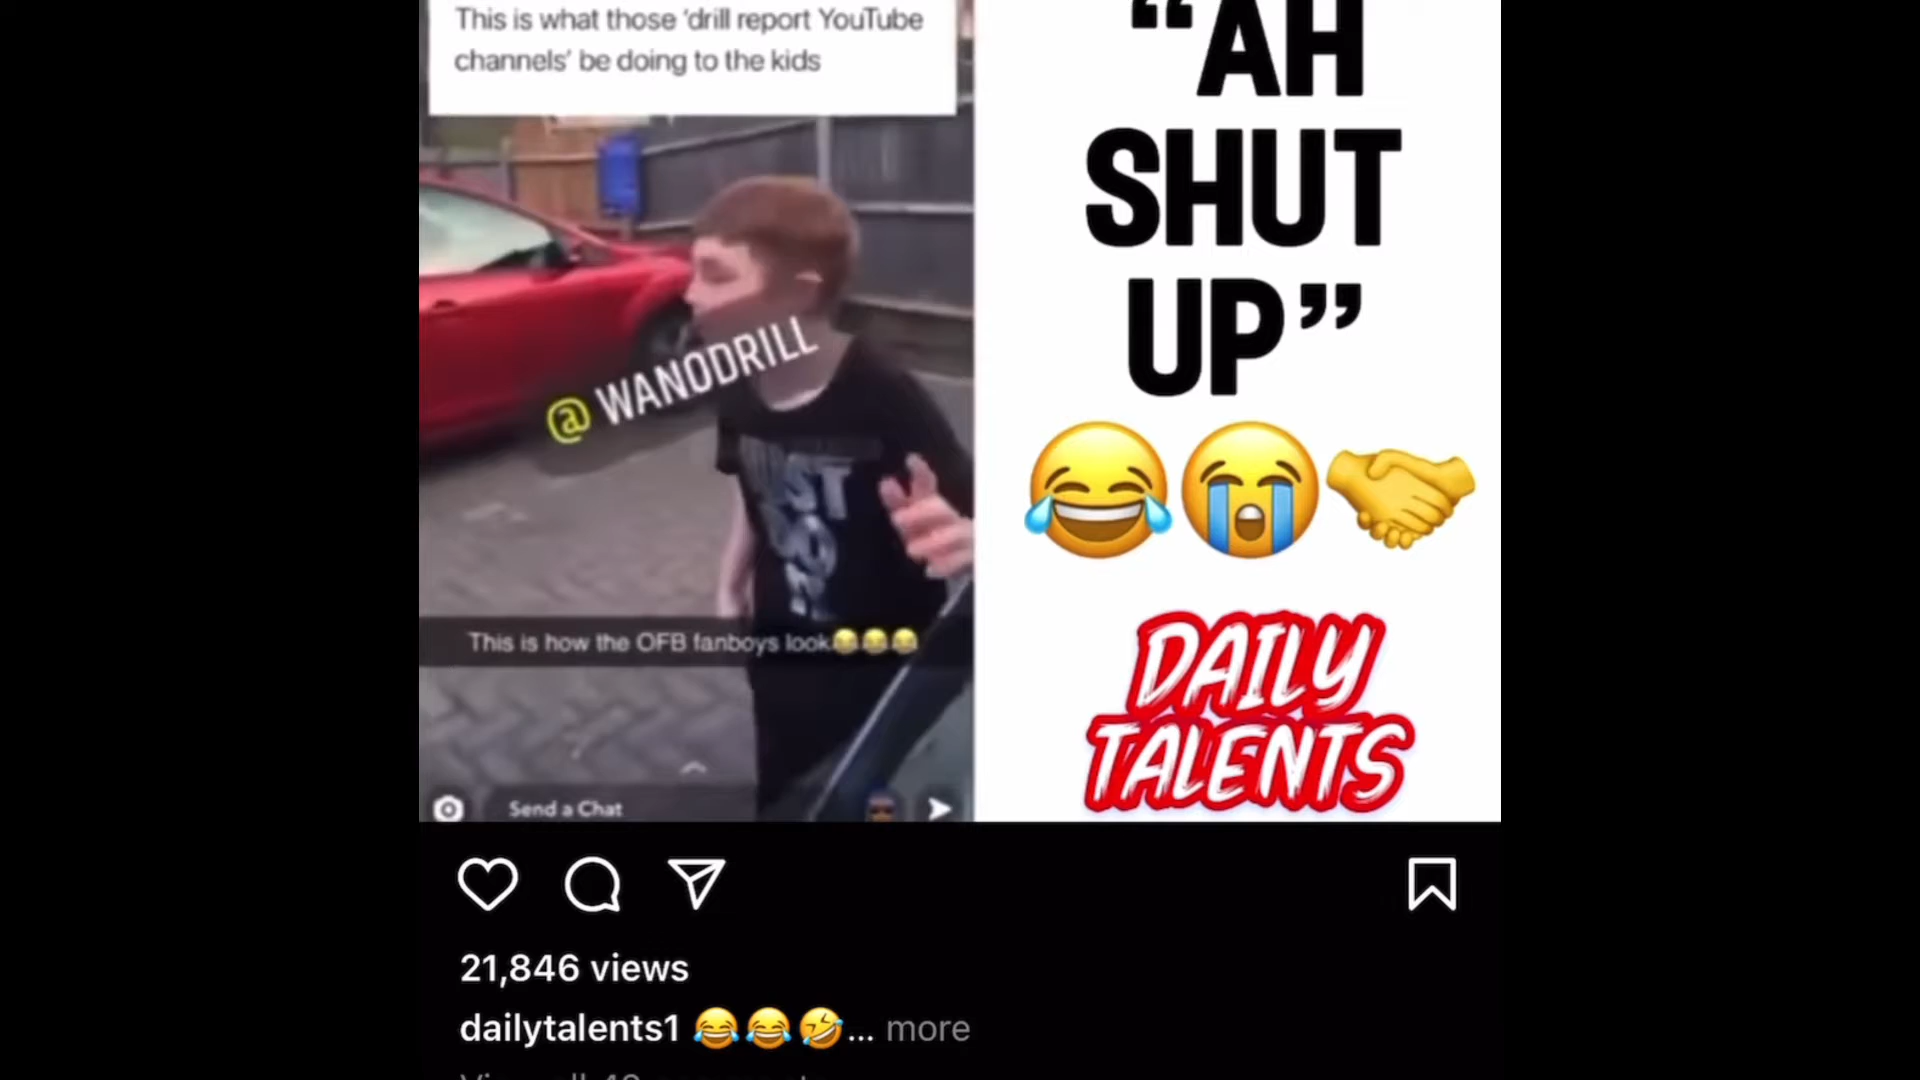 This is what those ‘drill report YouTube
channels’ be doing to the kids
“AH
SHUT
UP”
@ WANODRILL
This is how the OFB fanboys look😂😂😂
Send a Chat
DAILY
TALENTS
21,846 views
dailytalents1 😂😂🤣... more